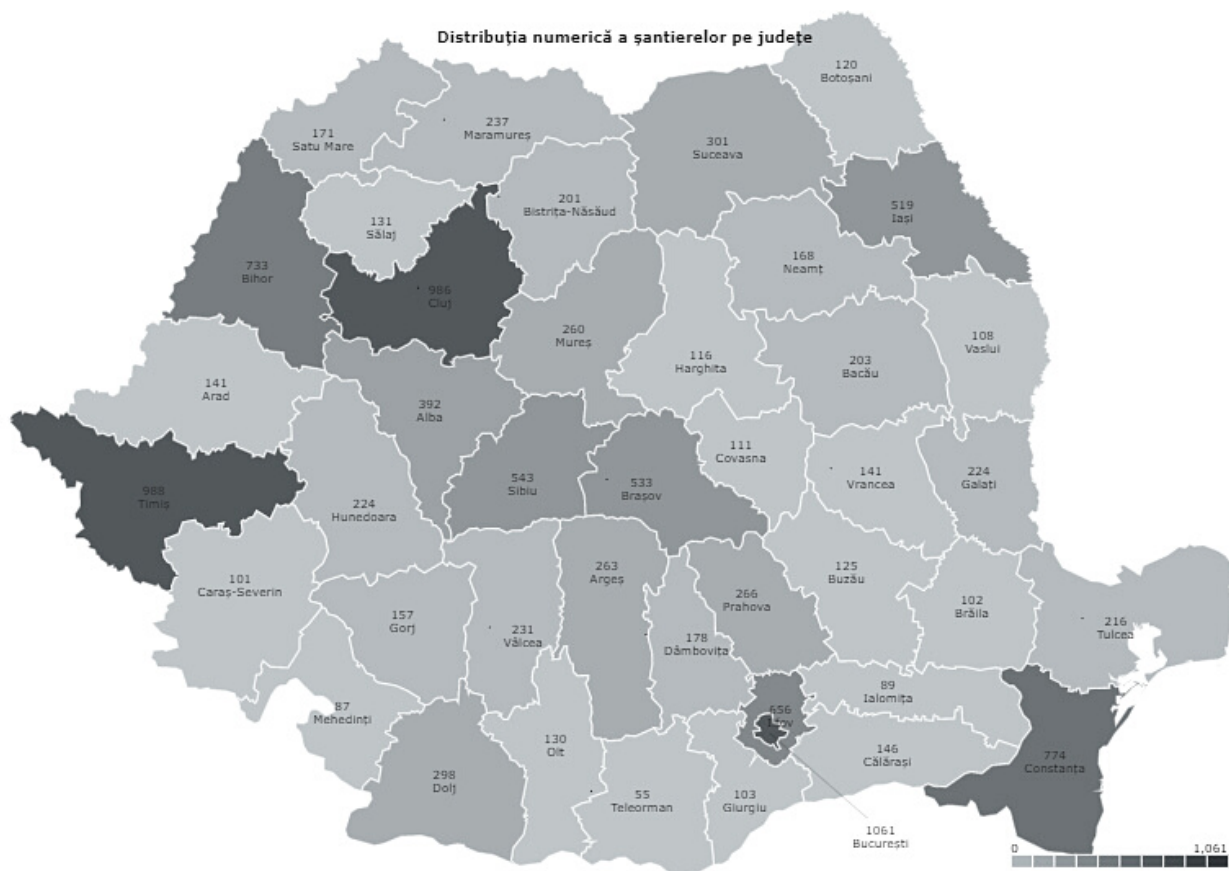 Distribuția numerică a șantierelor pe județe
120
Botoșani
237
Maramureș
171
Satu Mare
301
Suceava
201
Bistrița-Năsăud
519
Iași
131
Sălaj
168
Neamț
733
Bihor
986
Cluj
260
Mureș
108
Vaslui
116
Harghita
203
Bacău
141
Arad
392
Alba
111
Covasna
141
Vrancea
224
Galați
543
Sibiu
533
Brașov
988
Timiș
224
Hunedoara
263
Argeș
125
Buzău
101
Caraș-Severin
266
Prahova
102
Brăila
157
Gorj
231
Vâlcea
178
Dâmbovița
216
Tulcea
89
Ialomița
87
Mehedinți
656
Ilfov
130
Olt
146
Călărași
774
Constanța
298
Dolj
55
Teleorman
103
Giurgiu
1061
București
0 1,061